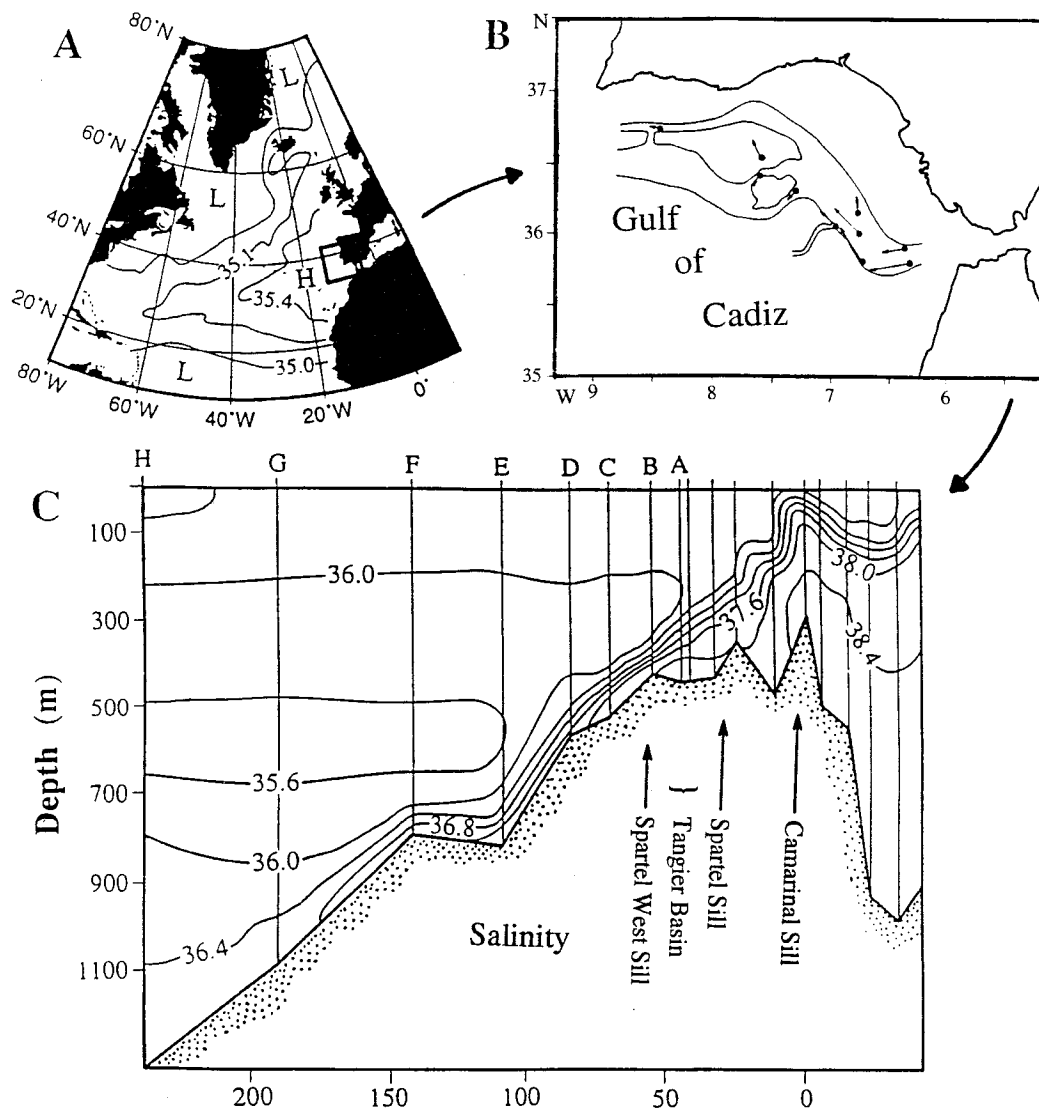 A
80°N
80°N
60°N
40°N
20°N
L
L
L
H
35.1
35.4
35.0
80°W
60°W
40°W
20°W
0°
B
N
37
36
35
W 9
8
7
6
Gulf
of
Cadiz
C
H
G
F
E
D
C
B
A
Depth (m)
100
300
500
700
900
1100
36.0
35.6
36.8
36.0
36.4
37.6
38.0
38.4
Salinity
Spartel West Sill
} Tangier Basin
Spartel Sill
Camarinal Sill
200
150
100
50
0